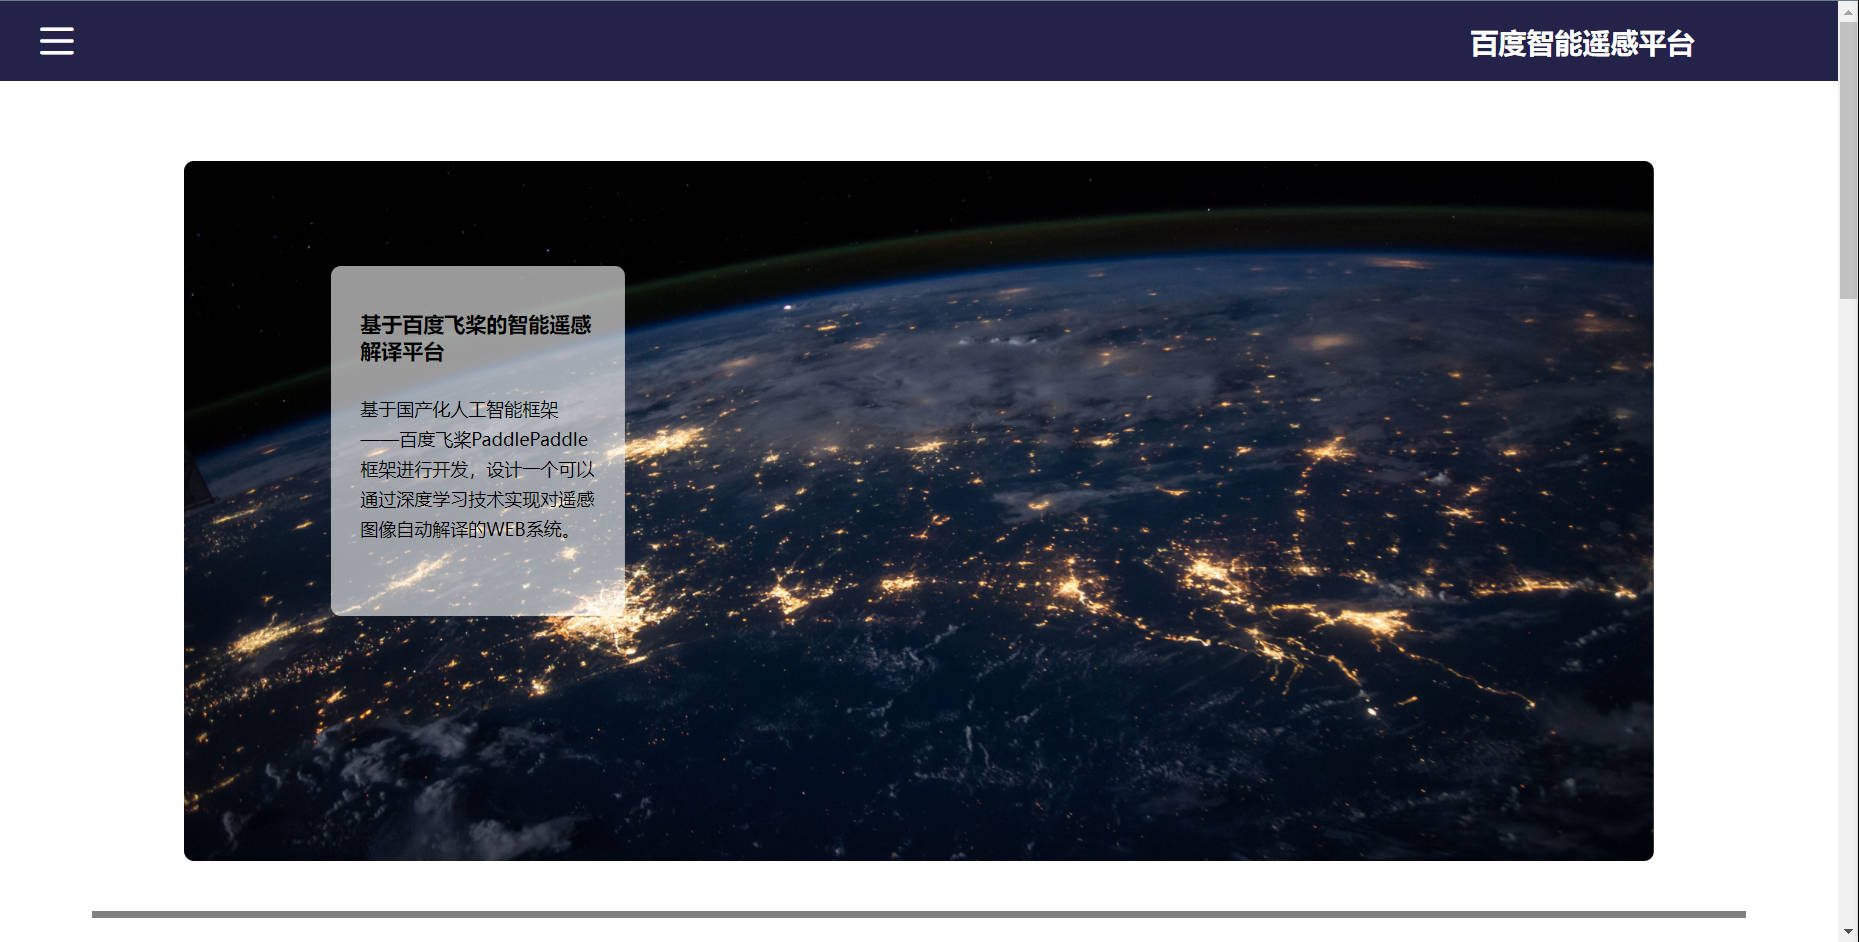 百度智能遥感平台
基于百度飞桨的智能遥感
解译平台
基于国产化人工智能框架
——百度飞桨PaddlePaddle
框架进行开发，设计一个可以
通过深度学习技术实现对遥感
图像自动解译的WEB系统。